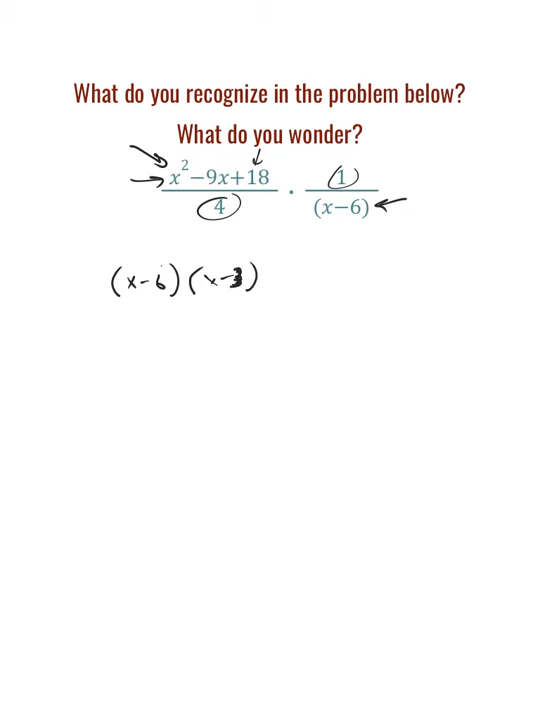 What do you recognize in the problem below?
What do you wonder?
x²−9x+18 / 4 · 1 / (x−6)
(x-6)(x-3)